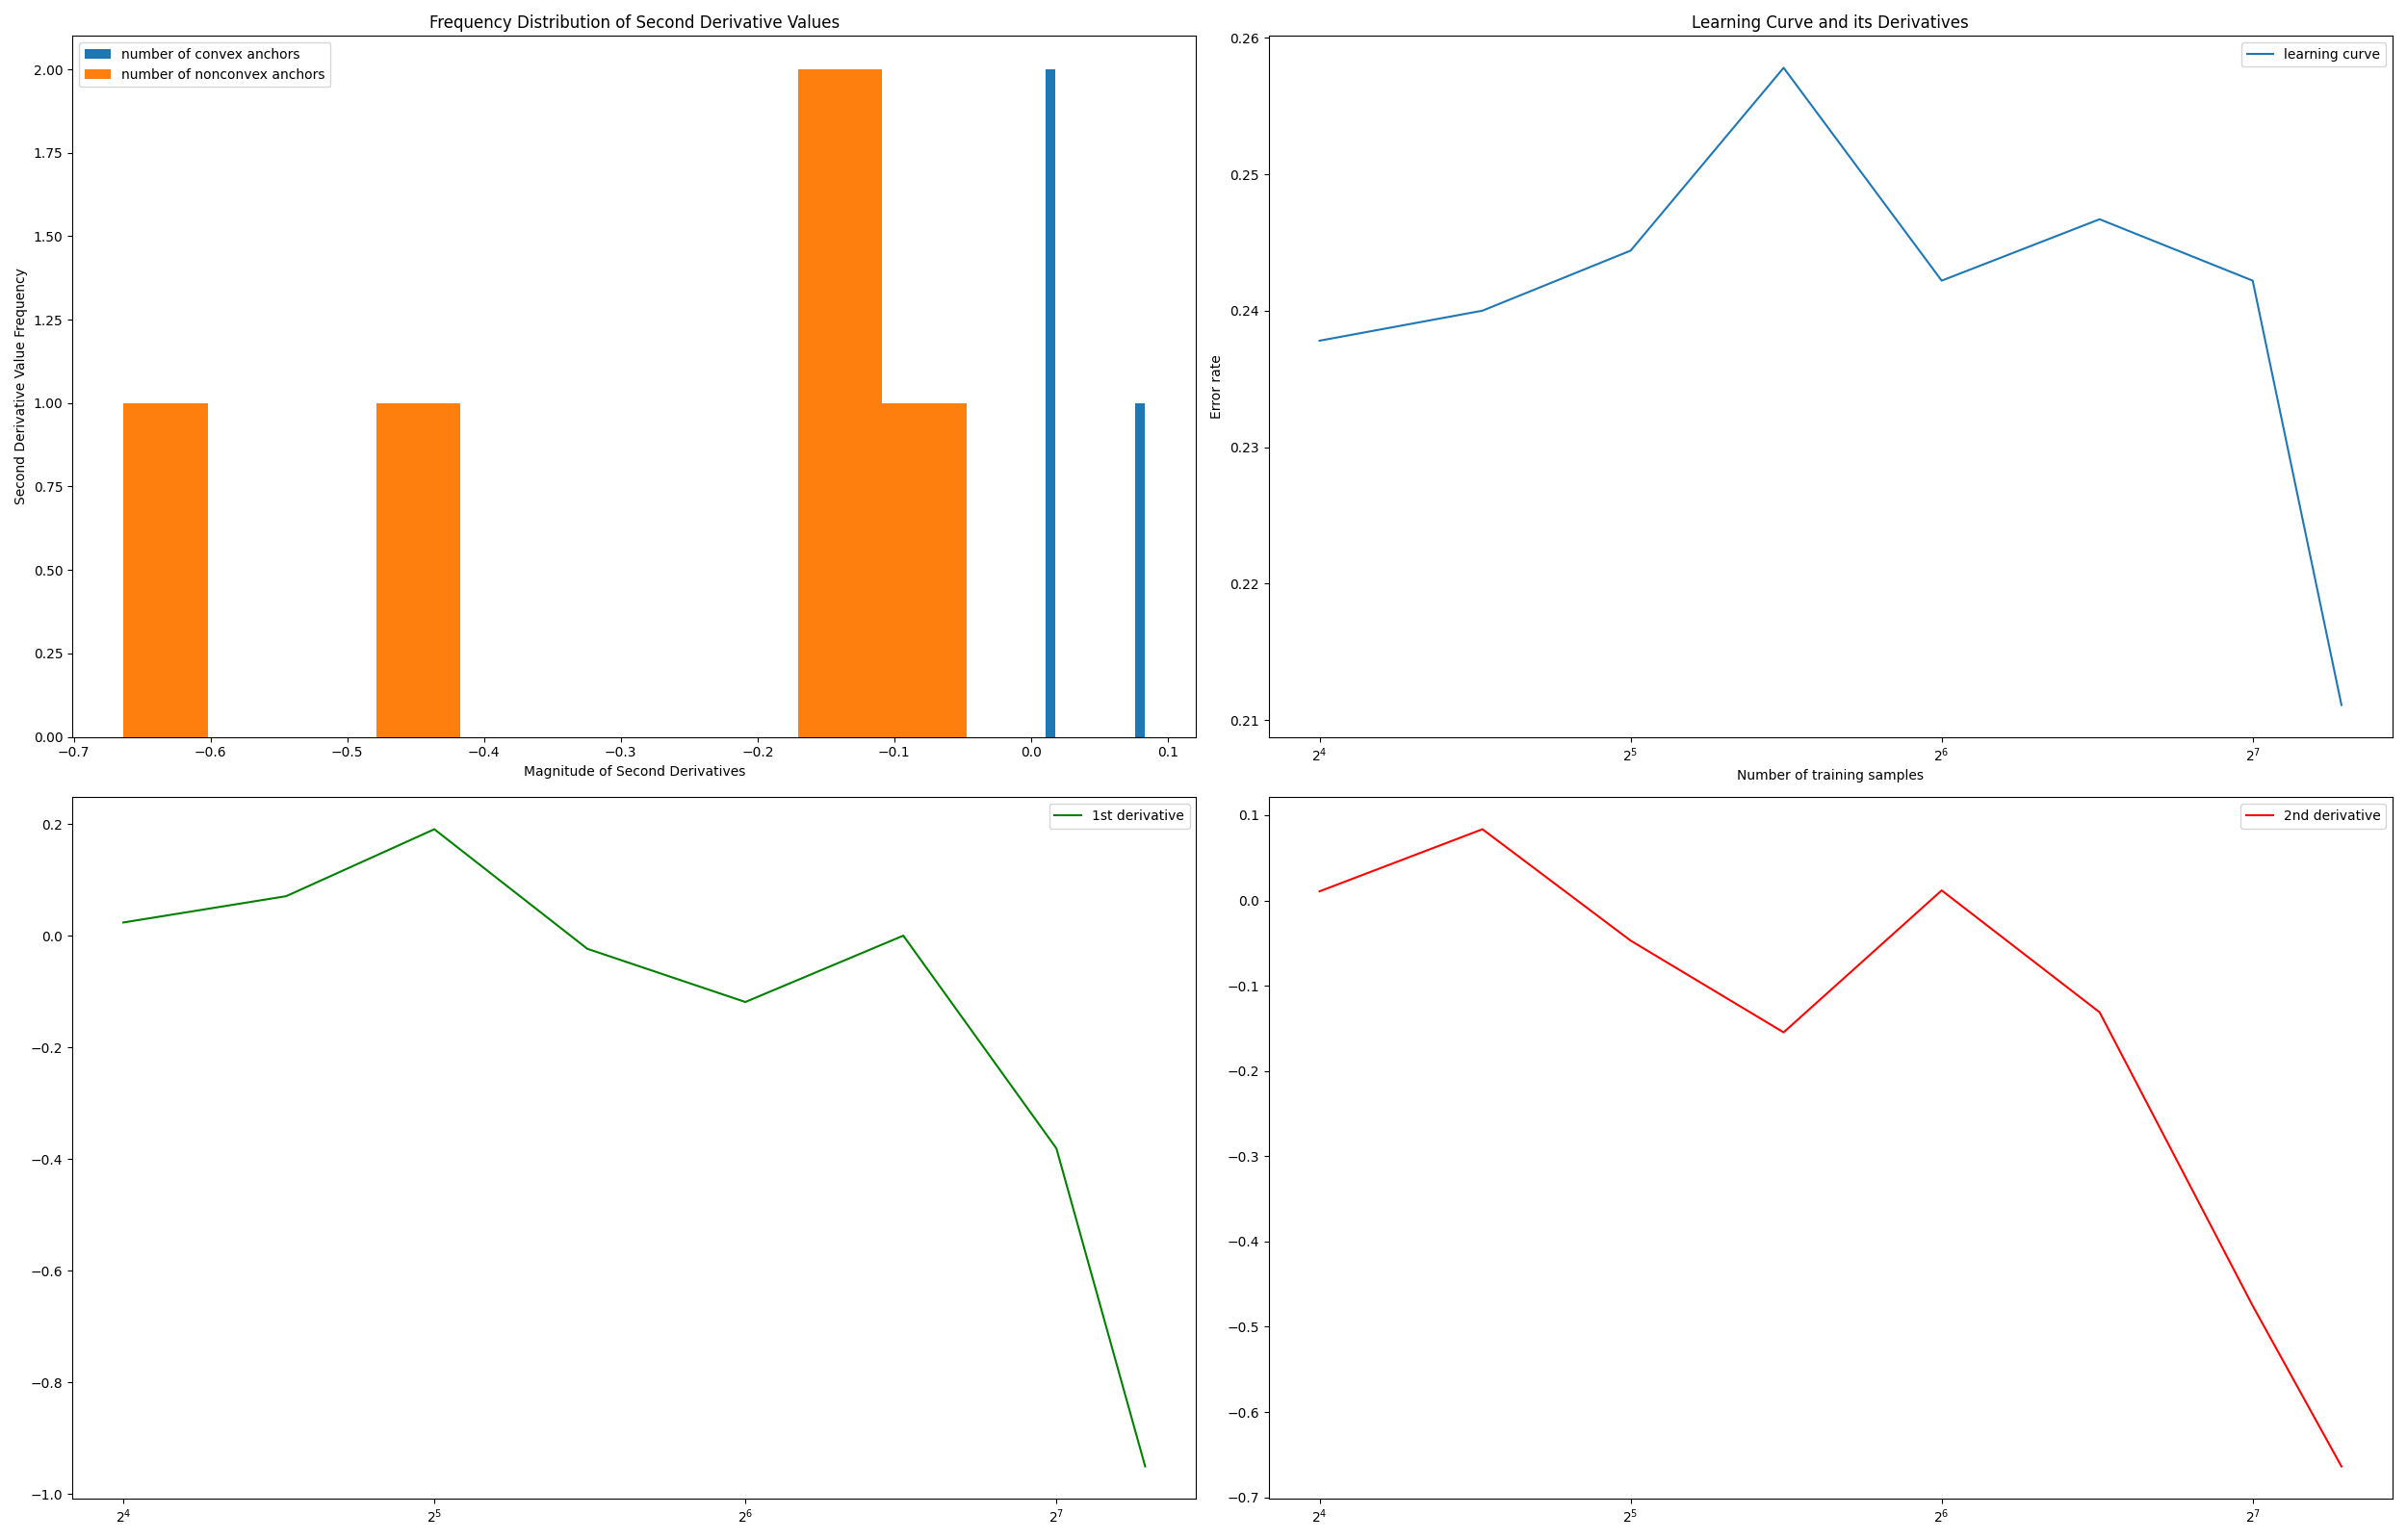 Frequency Distribution of Second Derivative Values
number of convex anchors
number of nonconvex anchors
2.00
1.75
1.50
1.25
1.00
0.75
0.50
0.25
0.00
Second Derivative Value Frequency
−0.7 −0.6 −0.5 −0.4 −0.3 −0.2 −0.1 0.0 0.1
Magnitude of Second Derivatives
Learning Curve and its Derivatives
learning curve
0.26
0.25
0.24
0.23
0.22
0.21
Error rate
2⁴ 2⁵ 2⁶ 2⁷
Number of training samples
1st derivative
0.2
0.0
−0.2
−0.4
−0.6
−0.8
−1.0
2⁴ 2⁵ 2⁶ 2⁷
2nd derivative
0.1
0.0
−0.1
−0.2
−0.3
−0.4
−0.5
−0.6
−0.7
2⁴ 2⁵ 2⁶ 2⁷